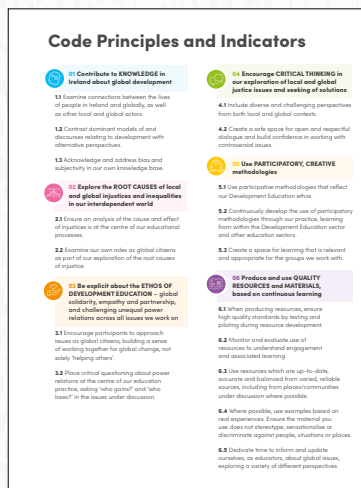 Code Principles and Indicators
01 Contribute to KNOWLEDGE in
Ireland about global development
1.1 Examine connections between the lives
of people in Ireland and globally, as well
as other local and global actors.
1.2 Contrast dominant models of and
discourses relating to development with
alternative perspectives.
1.3 Acknowledge and address bias and
subjectivity in our own knowledge base.
02 Explore the ROOT CAUSES of local
and global injustices and inequalities
in our interdependent world
2.1 Ensure an analysis of the cause and effect
of injustices is at the centre of our educational
processes.
2.2 Examine our own roles as global citizens
as part of our exploration of the root causes
of injustice.
03 Be explicit about the ETHOS OF
DEVELOPMENT EDUCATION – global
solidarity, empathy and partnership,
and challenging unequal power
relations across all issues we work on
3.1 Encourage participants to approach
issues as global citizens, building a sense
of working together for global change, not
solely ‘helping others’.
3.2 Place critical questioning about power
relations at the centre of our education
practice, asking ‘who gains?’ and ‘who
loses?’ in the issues under discussion.
04 Encourage CRITICAL THINKING in
our exploration of local and global
justice issues and seeking of solutions
4.1 Include diverse and challenging perspectives
from both local and global contexts.
4.2 Create a safe space for open and respectful
dialogue and build confidence in working with
controversial issues.
05 Use PARTICIPATORY, CREATIVE
methodologies
5.1 Use participative methodologies that reflect
our Development Education ethos.
5.2 Continuously develop the use of participatory
methodologies through our practice, learning
from within the Development Education sector
and other education sectors.
5.3 Create a space for learning that is relevant
and appropriate for the groups we work with.
06 Produce and use QUALITY
RESOURCES and MATERIALS,
based on continuous learning
6.1 When producing resources, ensure
high quality standards by testing and
piloting during resource development.
6.2 Monitor and evaluate use of
resources to understand engagement
and associated learning.
6.3 Use resources which are up-to-date,
accurate and balanced from varied, reliable
sources, including from places/communities
under discussion where possible.
6.4 Where possible, use examples based on
real experiences. Ensure the material you
use does not stereotype, sensationalise or
discriminate against people, situations or places.
6.5 Dedicate time to inform and update
ourselves, as educators, about global issues,
exploring a variety of different perspectives.